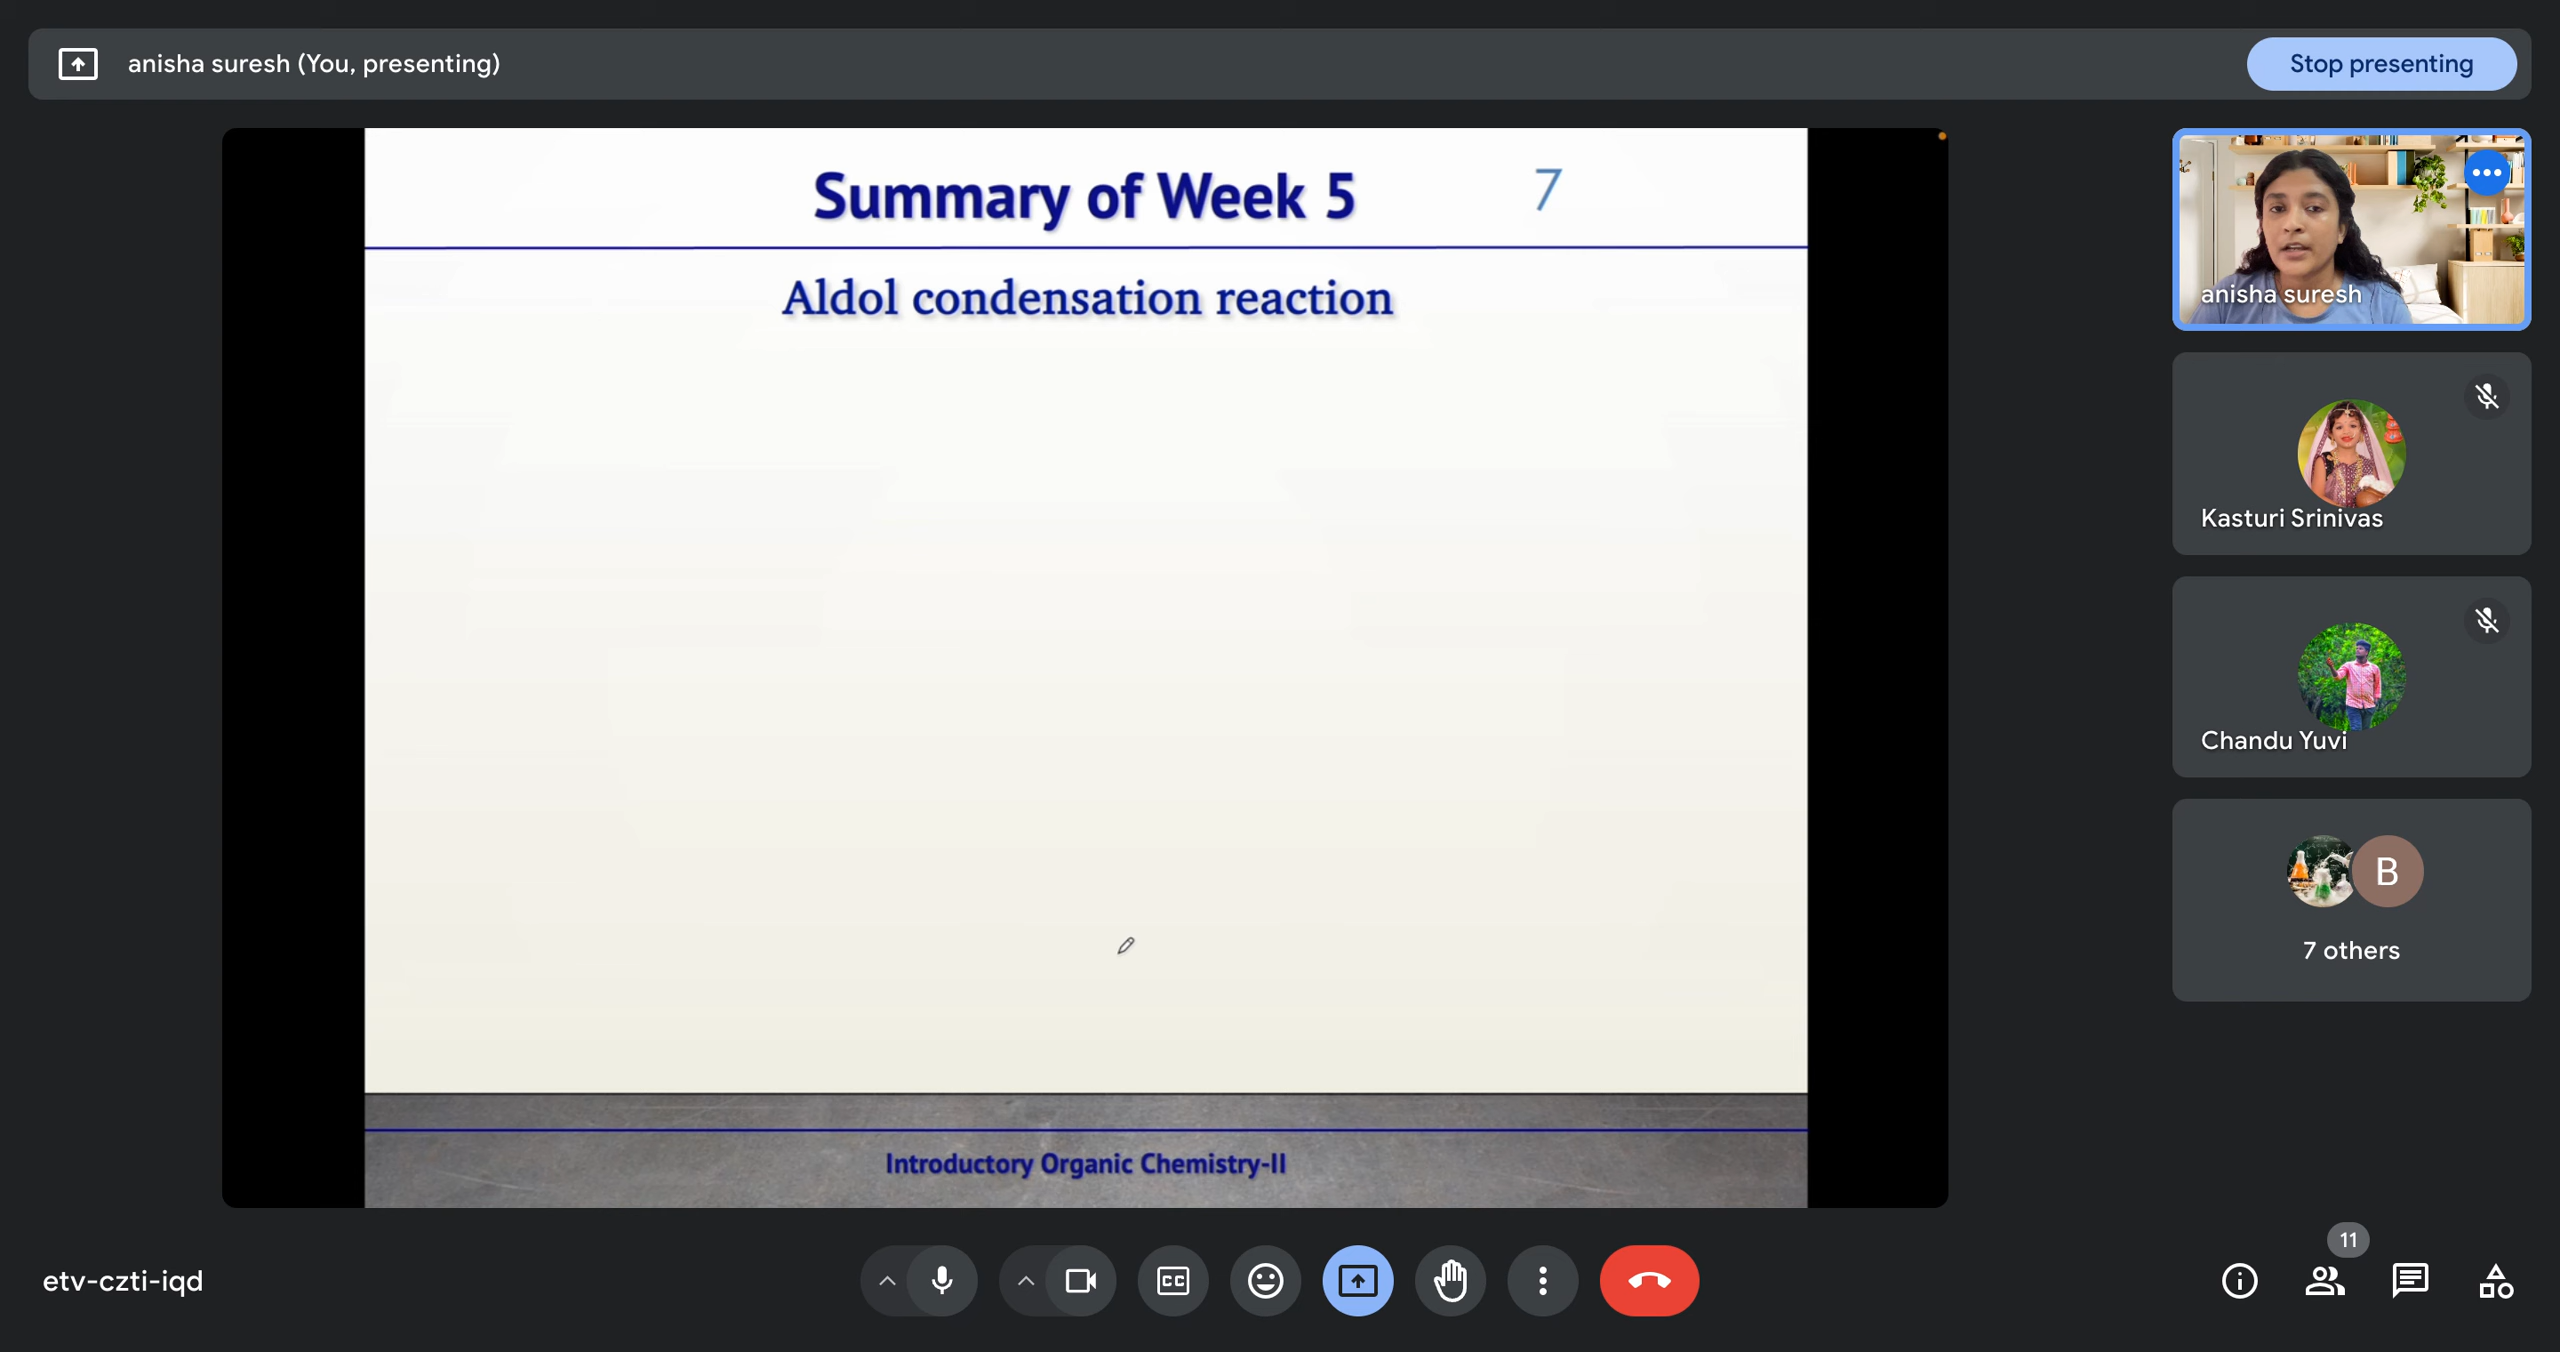 anisha suresh (You, presenting)
Stop presenting
Summary of Week 5
7
Aldol condensation reaction
Introductory Organic Chemistry-II
anisha suresh
Kasturi Srinivas
Chandu Yuvi
B
7 others
etv-czti-iqd
CC
11